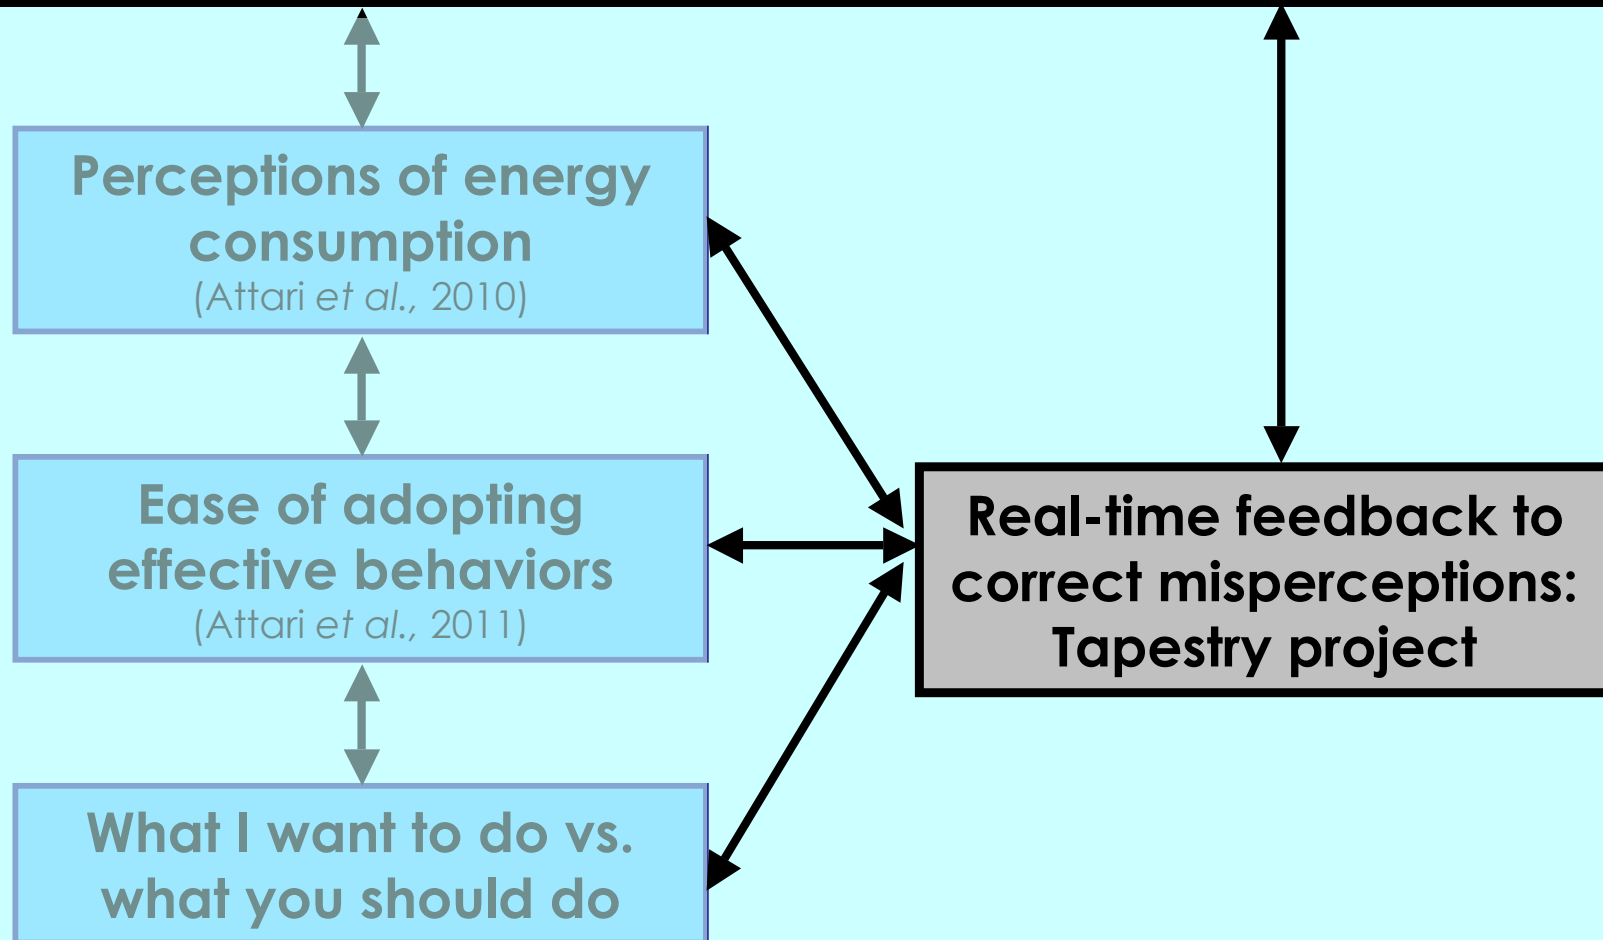 Perceptions of energy
consumption
(Attari et al., 2010)
Ease of adopting
effective behaviors
(Attari et al., 2011)
What I want to do vs.
what you should do
Real-time feedback to
correct misperceptions:
Tapestry project